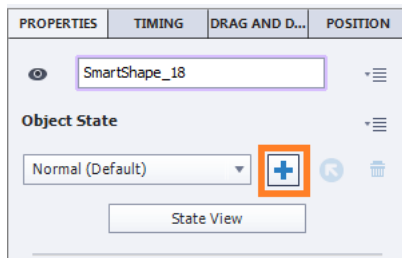 PROPERTIES TIMING DRAG AND D... POSITION
SmartShape_18
Object State
Normal (Default)
State View